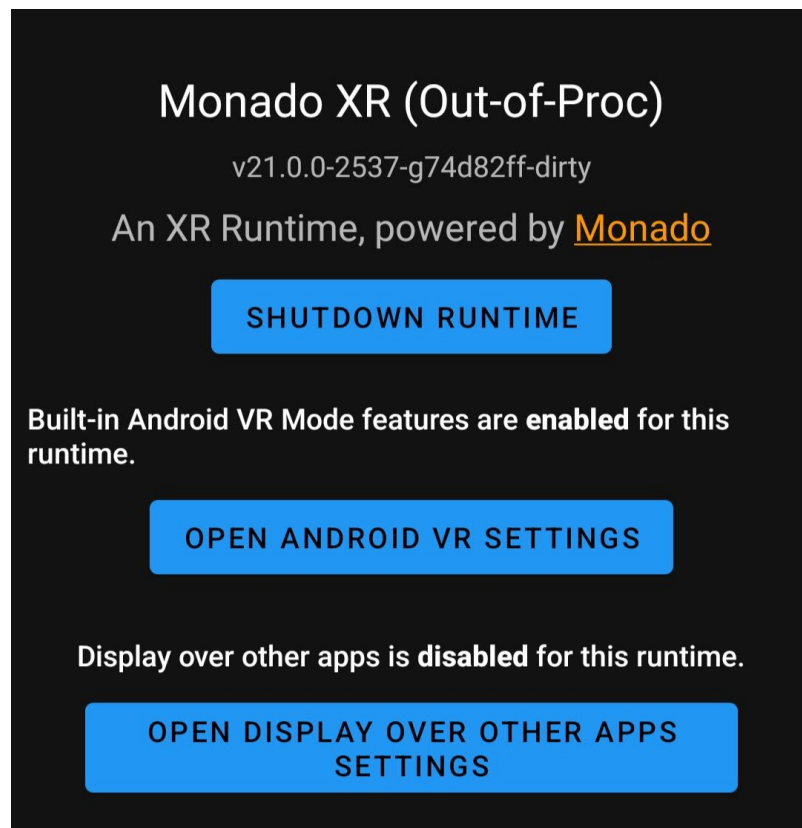 Monado XR (Out-of-Proc)
v21.0.0-2537-g74d82ff-dirty
An XR Runtime, powered by Monado
SHUTDOWN RUNTIME
Built-in Android VR Mode features are enabled for this
runtime.
OPEN ANDROID VR SETTINGS
Display over other apps is disabled for this runtime.
OPEN DISPLAY OVER OTHER APPS
SETTINGS